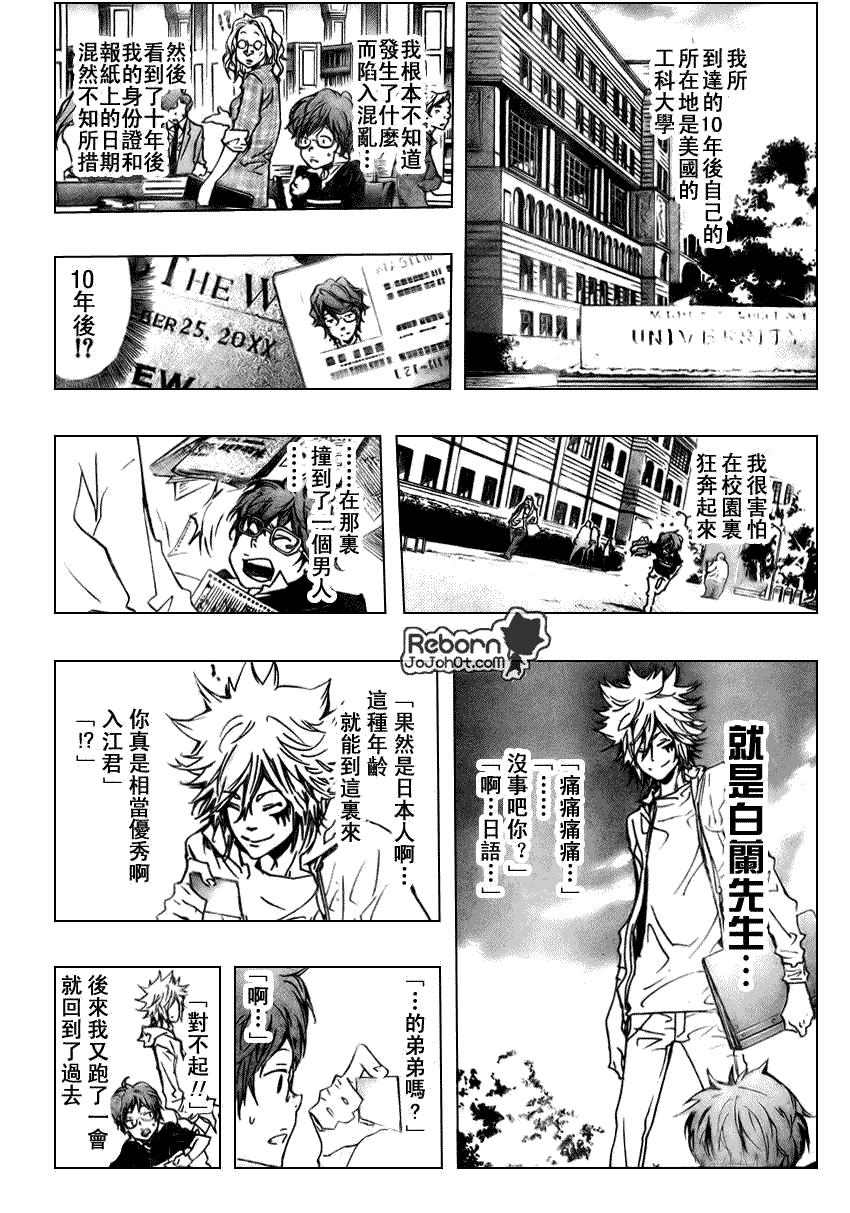 我所
到達的10年後自己的
所在地是美國的
工科大學
UNIVERSITY
我根本不知道
發生了什麼
而陷入混亂…
然後
看到了十年後
我的身份證和
報紙上的日期
混然不知所措
THE W
BER 25, 20XX
EW
10
年後
!?
我很害怕
在校園裏
狂奔起來
……在那裏
撞到了一個男人
……
Reborn
JoJoHot.com
就是白蘭先生…
「痛痛痛痛…
「……
沒事吧你？」
「啊…日語…」
「果然是日本人啊…
這種年齡
就能到這裏來
你真是相當優秀啊
入江君」
「!?」
「…的弟弟嗎？」
「啊…」
「對不起!!」
後來我又跑了一會
就回到了過去